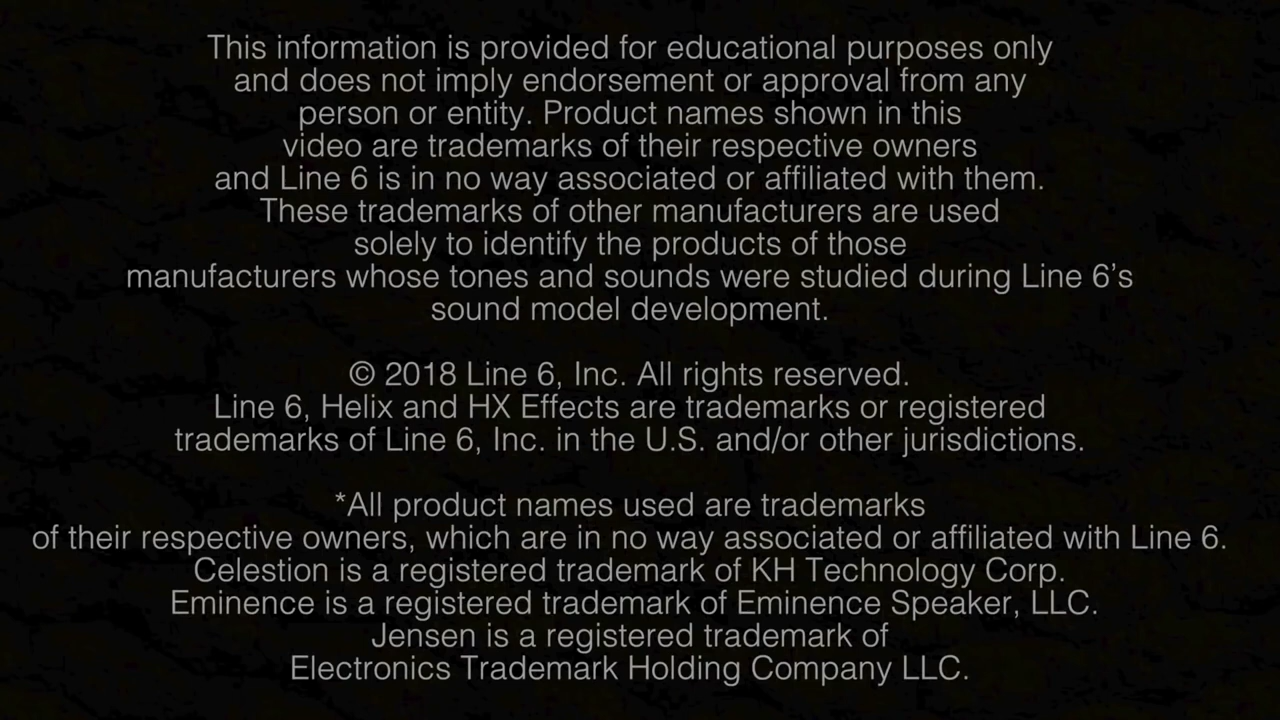 This information is provided for educational purposes only
and does not imply endorsement or approval from any
person or entity. Product names shown in this
video are trademarks of their respective owners
and Line 6 is in no way associated or affiliated with them.
These trademarks of other manufacturers are used
solely to identify the products of those
manufacturers whose tones and sounds were studied during Line 6’s
sound model development.
© 2018 Line 6, Inc. All rights reserved.
Line 6, Helix and HX Effects are trademarks or registered
trademarks of Line 6, Inc. in the U.S. and/or other jurisdictions.
*All product names used are trademarks
of their respective owners, which are in no way associated or affiliated with Line 6.
Celestion is a registered trademark of KH Technology Corp.
Eminence is a registered trademark of Eminence Speaker, LLC.
Jensen is a registered trademark of
Electronics Trademark Holding Company LLC.